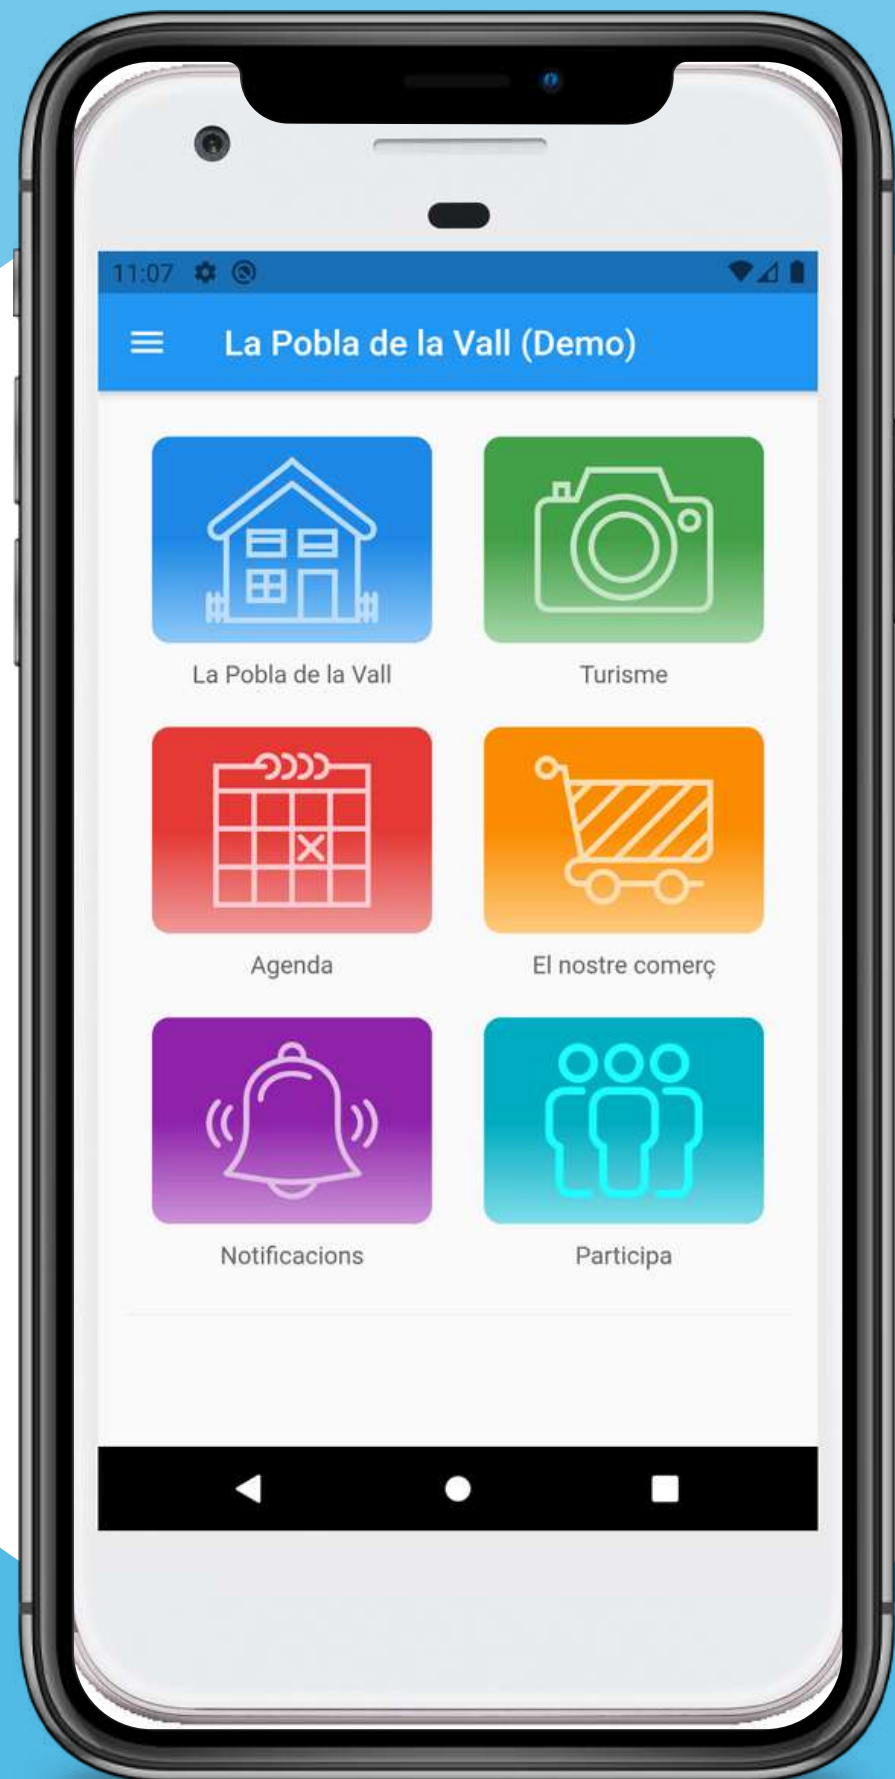 11:07
La Pobla de la Vall (Demo)
La Pobla de la Vall
Turisme
Agenda
El nostre comerç
Notificacions
Participa